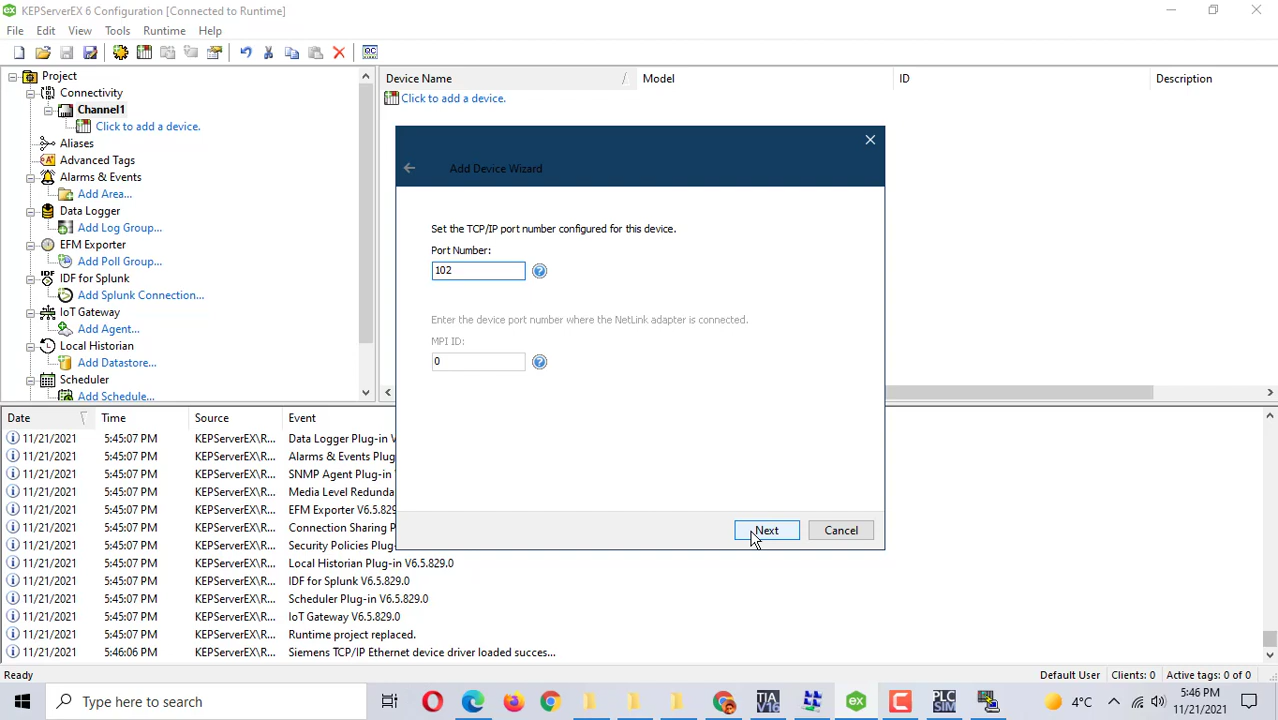 KEPServerEX 6 Configuration [Connected to Runtime]
File Edit View Tools Runtime Help
Project
Connectivity
Channel1
Click to add a device.
Aliases
Advanced Tags
Alarms & Events
Add Area...
Data Logger
Add Log Group...
EFM Exporter
Add Poll Group...
IDF for Splunk
Add Splunk Connection...
IoT Gateway
Add Agent...
Local Historian
Add Datastore...
Scheduler
Add Schedule...
Device Name Model ID Description
Click to add a device.
Add Device Wizard
Set the TCP/IP port number configured for this device.
Port Number:
102
Enter the device port number where the NetLink adapter is connected.
MPI ID:
0
Next Cancel
Date Time Source Event
11/21/2021 5:45:07 PM KEPServerEX\R... Data Logger Plug-in V
11/21/2021 5:45:07 PM KEPServerEX\R... Alarms & Events Plug
11/21/2021 5:45:07 PM KEPServerEX\R... SNMP Agent Plug-in
11/21/2021 5:45:07 PM KEPServerEX\R... Media Level Redunda
11/21/2021 5:45:07 PM KEPServerEX\R... EFM Exporter V6.5.829
11/21/2021 5:45:07 PM KEPServerEX\R... Connection Sharing P
11/21/2021 5:45:07 PM KEPServerEX\R... Security Policies Plug-
11/21/2021 5:45:07 PM KEPServerEX\R... Local Historian Plug-in V6.5.829.0
11/21/2021 5:45:07 PM KEPServerEX\R... IDF for Splunk V6.5.829.0
11/21/2021 5:45:07 PM KEPServerEX\R... Scheduler Plug-in V6.5.829.0
11/21/2021 5:45:07 PM KEPServerEX\R... IoT Gateway V6.5.829.0
11/21/2021 5:45:07 PM KEPServerEX\R... Runtime project replaced.
11/21/2021 5:46:06 PM KEPServerEX\R... Siemens TCP/IP Ethernet device driver loaded succes...
Ready Default User Clients: 0 Active tags: 0 of 0
Type here to search
TIA V16
PLC SIM
4°C
5:46 PM
11/21/2021